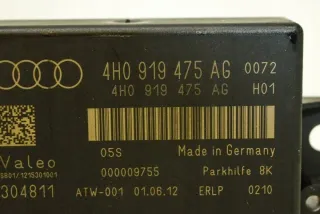 4H0 919 475 AG 0072
4H0 919 475 AG H01
05S Made in Germany
Valeo
000009755 Parkhilfe 8K
304811
ATW-001 01.06.12 ERLP 0210